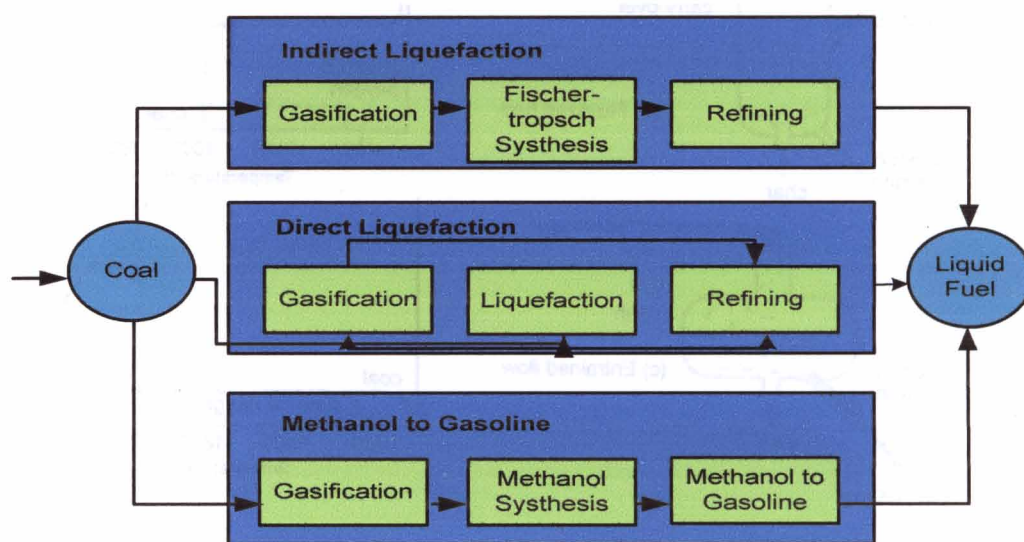 Indirect Liquefaction
Gasification
Fischer-
tropsch
Systhesis
Refining
Coal
Direct Liquefaction
Gasification
Liquefaction
Refining
Liquid
Fuel
Methanol to Gasoline
Gasification
Methanol
Systhesis
Methanol to
Gasoline